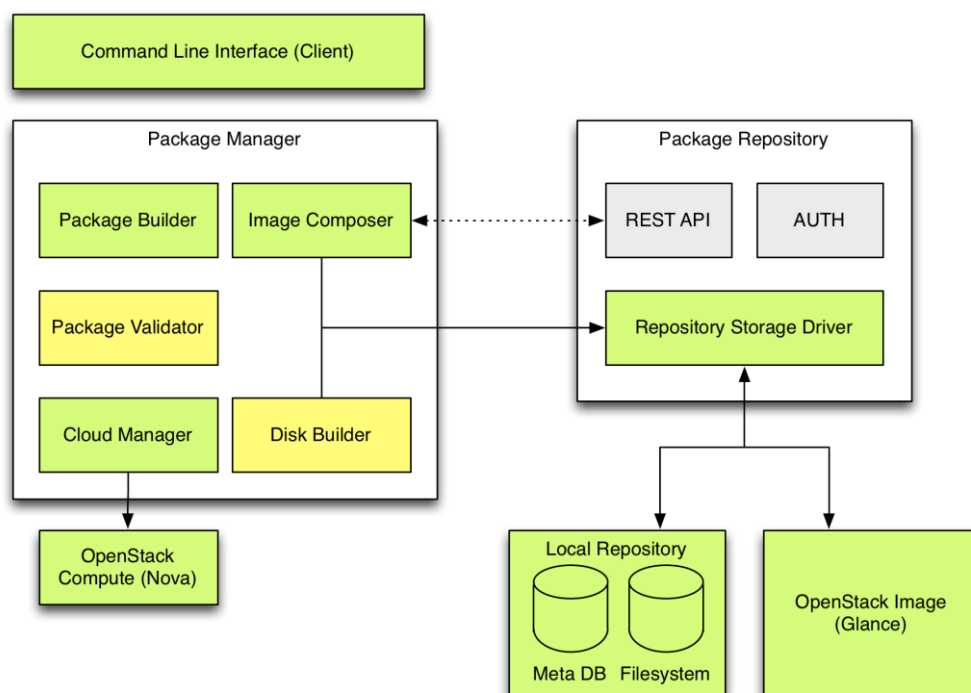 Command Line Interface (Client)
Package Manager
Package Builder
Image Composer
Package Validator
Cloud Manager
Disk Builder
OpenStack
Compute (Nova)
Package Repository
REST API
AUTH
Repository Storage Driver
Local Repository
Meta DB
Filesystem
OpenStack Image
(Glance)